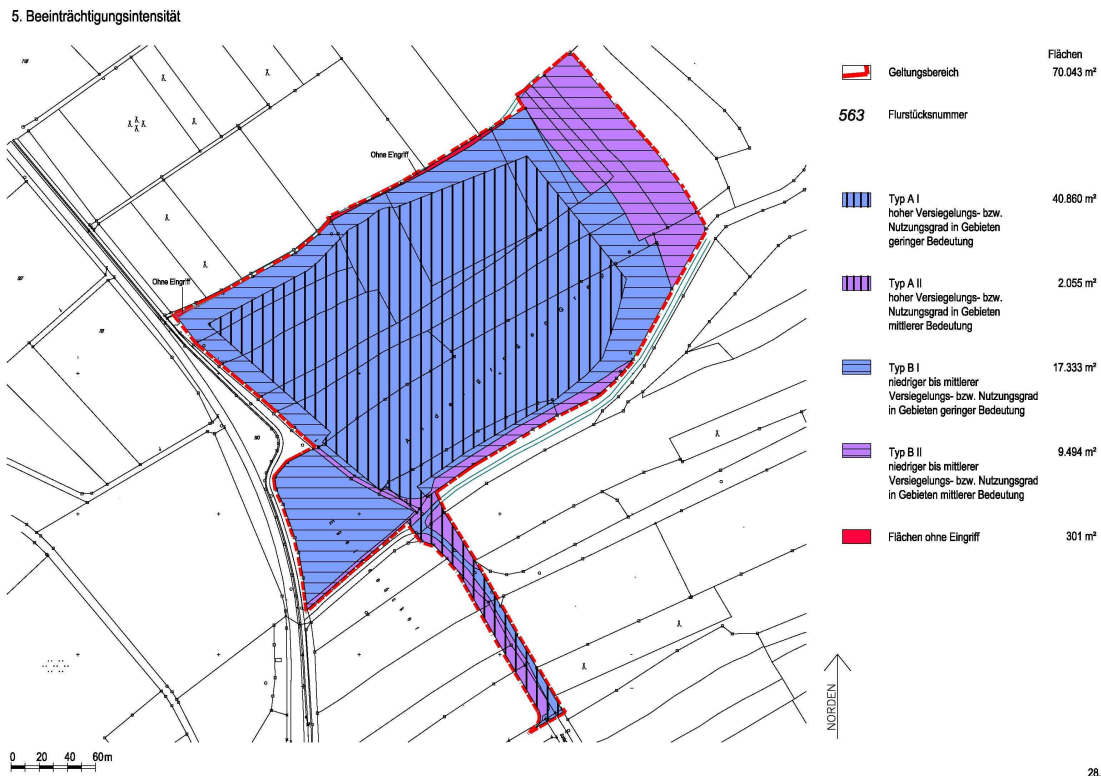 5. Beeinträchtigungsintensität
Flächen
Geltungsbereich 70.043 m²
563 Flurstücksnummer
Typ A I 40.860 m²
hoher Versiegelungs- bzw.
Nutzungsgrad in Gebieten
geringer Bedeutung
Typ A II 2.055 m²
hoher Versiegelungs- bzw.
Nutzungsgrad in Gebieten
mittlerer Bedeutung
Typ B I 17.333 m²
niedriger bis mittlerer
Versiegelungs- bzw. Nutzungsgrad
in Gebieten geringer Bedeutung
Typ B II 9.494 m²
niedriger bis mittlerer
Versiegelungs- bzw. Nutzungsgrad
in Gebieten mittlerer Bedeutung
Flächen ohne Eingriff 301 m²
Ohne Eingriff
Ohne Eingriff
NORDEN
0 20 40 60m
28.